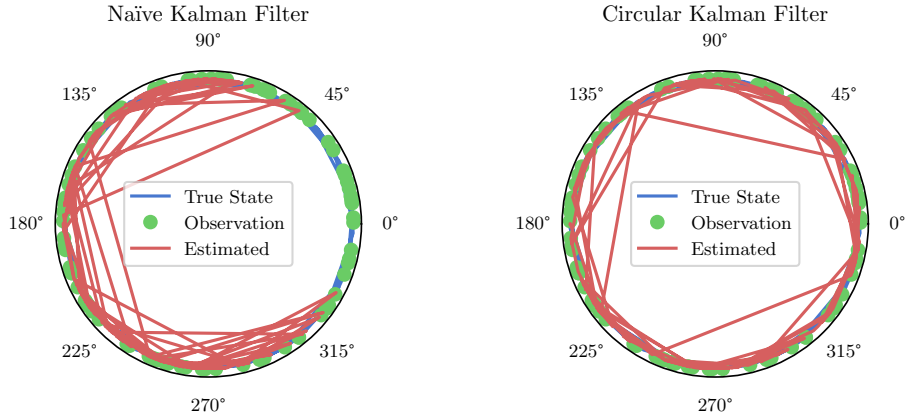 Naïve Kalman Filter
90°
135°
45°
True State
180°
Observation
0°
Estimated
225°
315°
270°
Circular Kalman Filter
90°
135°
45°
True State
180°
Observation
0°
Estimated
225°
315°
270°